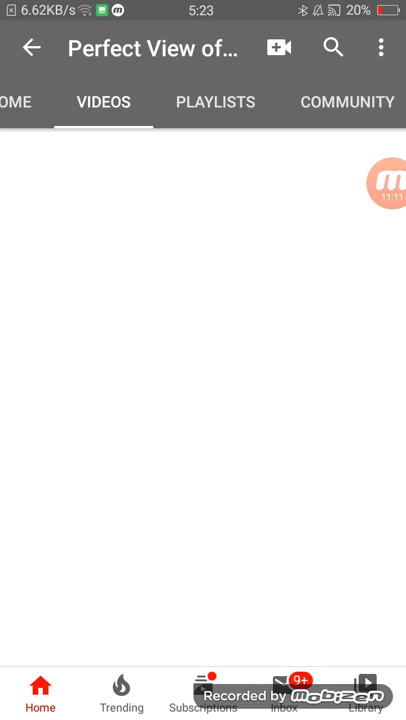 6.62KB/s 5:23 20%
Perfect View of...
OME VIDEOS PLAYLISTS COMMUNITY
m
11:11
9+
Home Trending Subscriptions Inbox Library
Recorded by mobizen